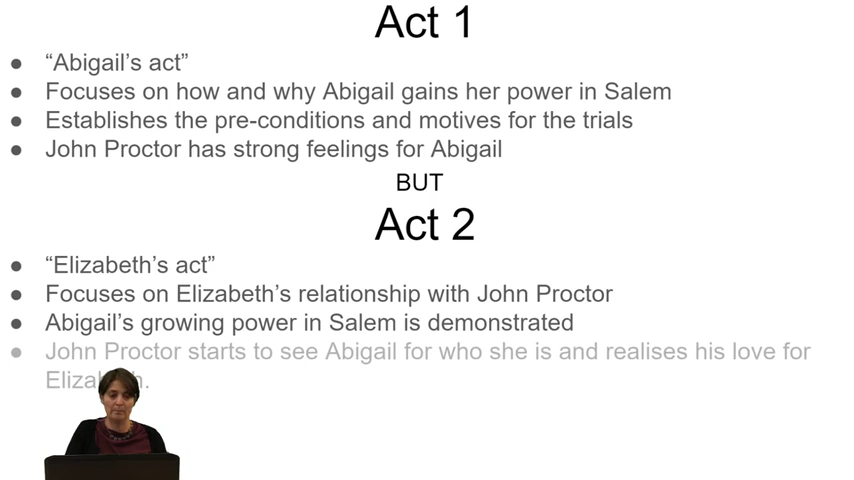 Act 1
● “Abigail’s act”
● Focuses on how and why Abigail gains her power in Salem
● Establishes the pre-conditions and motives for the trials
● John Proctor has strong feelings for Abigail
BUT
Act 2
● “Elizabeth’s act”
● Focuses on Elizabeth’s relationship with John Proctor
● Abigail’s growing power in Salem is demonstrated
● John Proctor starts to see Abigail for who she is and realises his love for